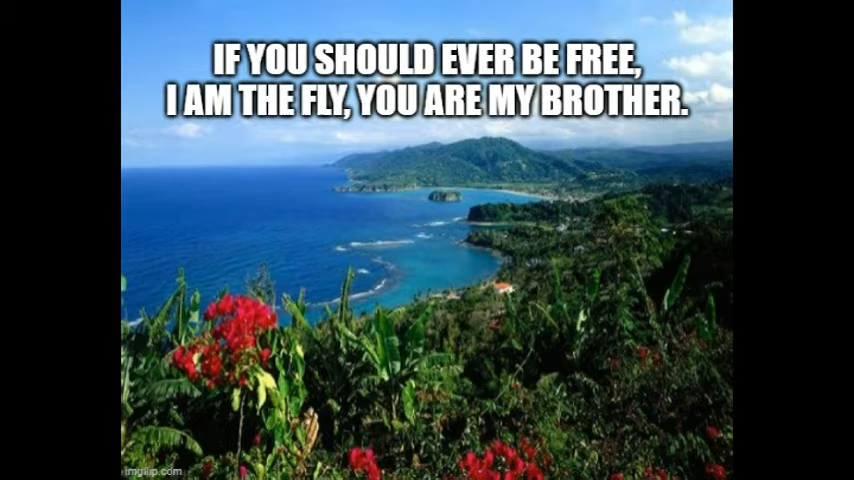 IF YOU SHOULD EVER BE FREE,
I AM THE FLY, YOU ARE MY BROTHER.
imgflip.com